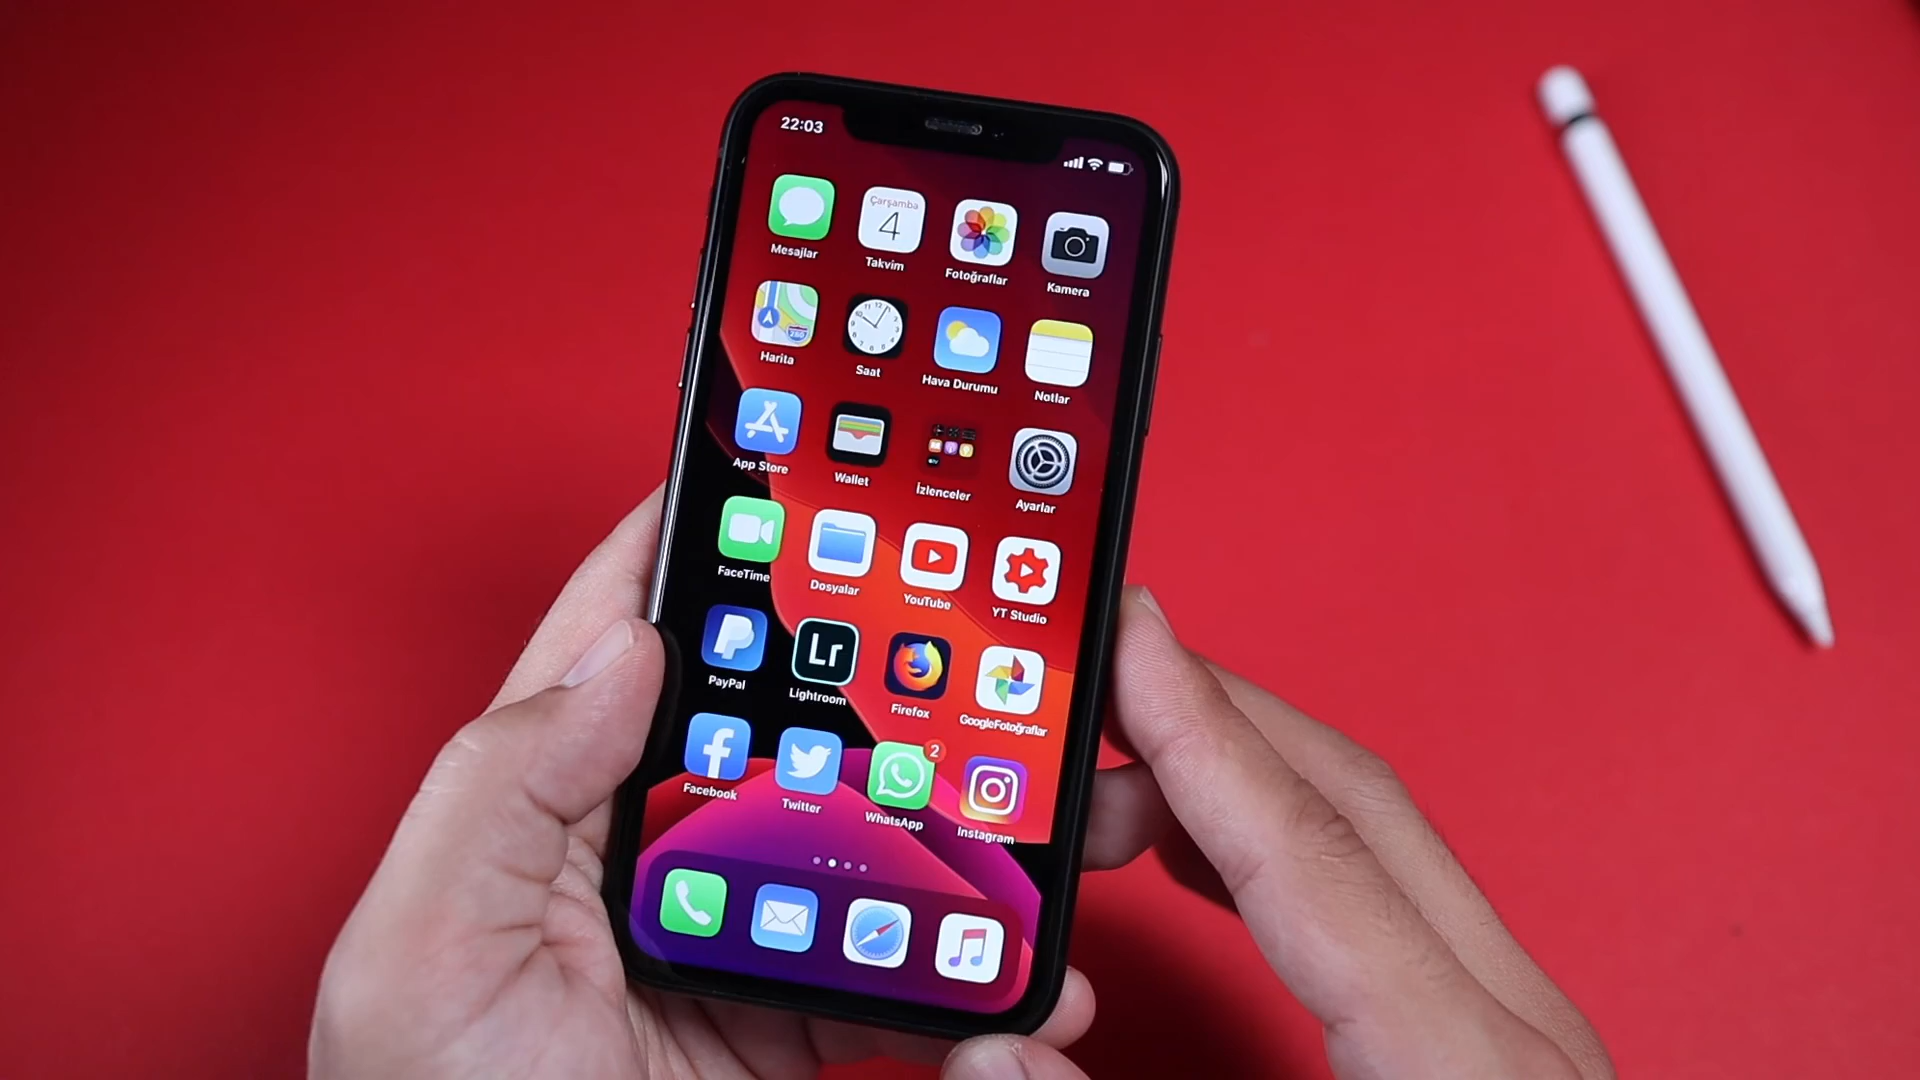 22:03
Çarşamba
4
Mesajlar
Takvim
Fotoğraflar
Kamera
280
Harita
Saat
Hava Durumu
Notlar
App Store
Wallet
İzlenceler
Ayarlar
FaceTime
Dosyalar
YouTube
YT Studio
Lr
PayPal
Lightroom
Firefox
GoogleFotoğraflar
2
Facebook
Twitter
WhatsApp
Instagram